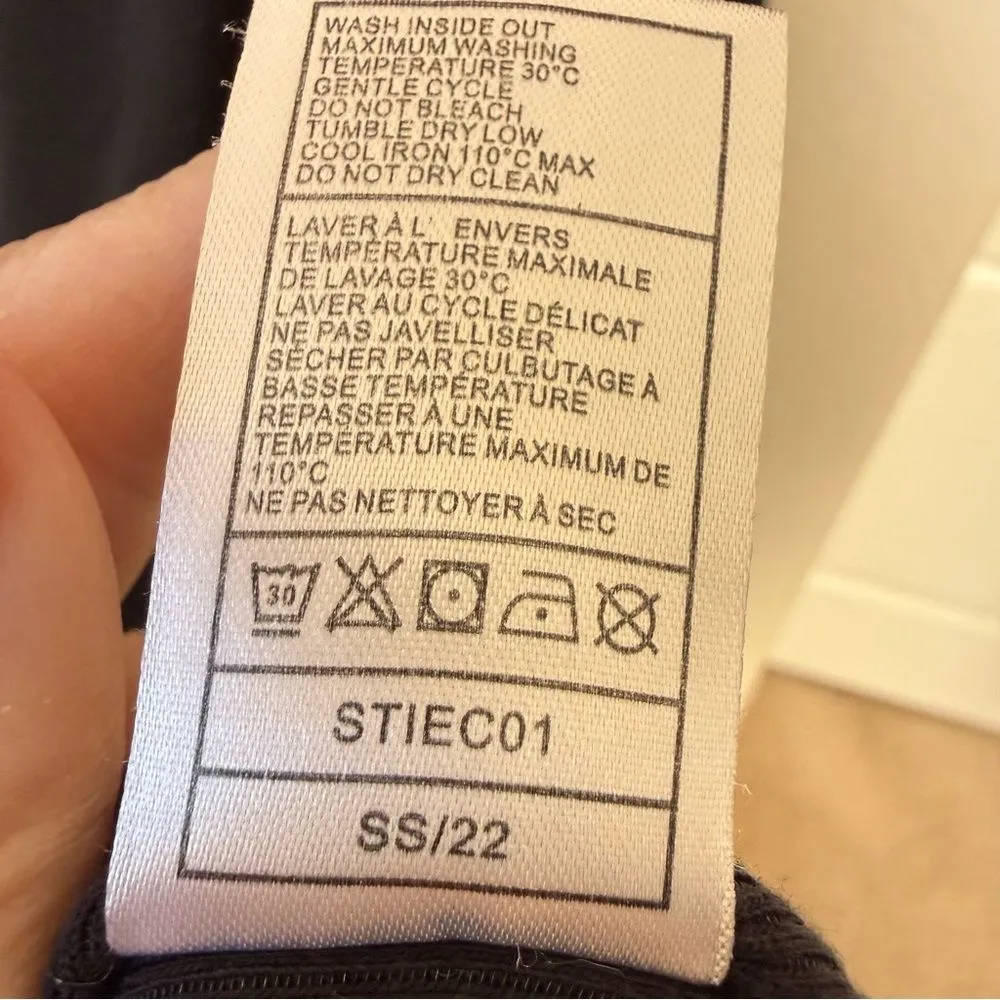 WASH INSIDE OUT
MAXIMUM WASHING
TEMPERATURE 30°C
GENTLE CYCLE
DO NOT BLEACH
TUMBLE DRY LOW
COOL IRON 110°C MAX
DO NOT DRY CLEAN
LAVER À L' ENVERS
TEMPÉRATURE MAXIMALE
DE LAVAGE 30°C
LAVER AU CYCLE DÉLICAT
NE PAS JAVELLISER
SÉCHER PAR CULBUTAGE À
BASSE TEMPÉRATURE
REPASSER À UNE
TEMPÉRATURE MAXIMUM DE
110°C
NE PAS NETTOYER À SEC
30
STIEC01
SS/22